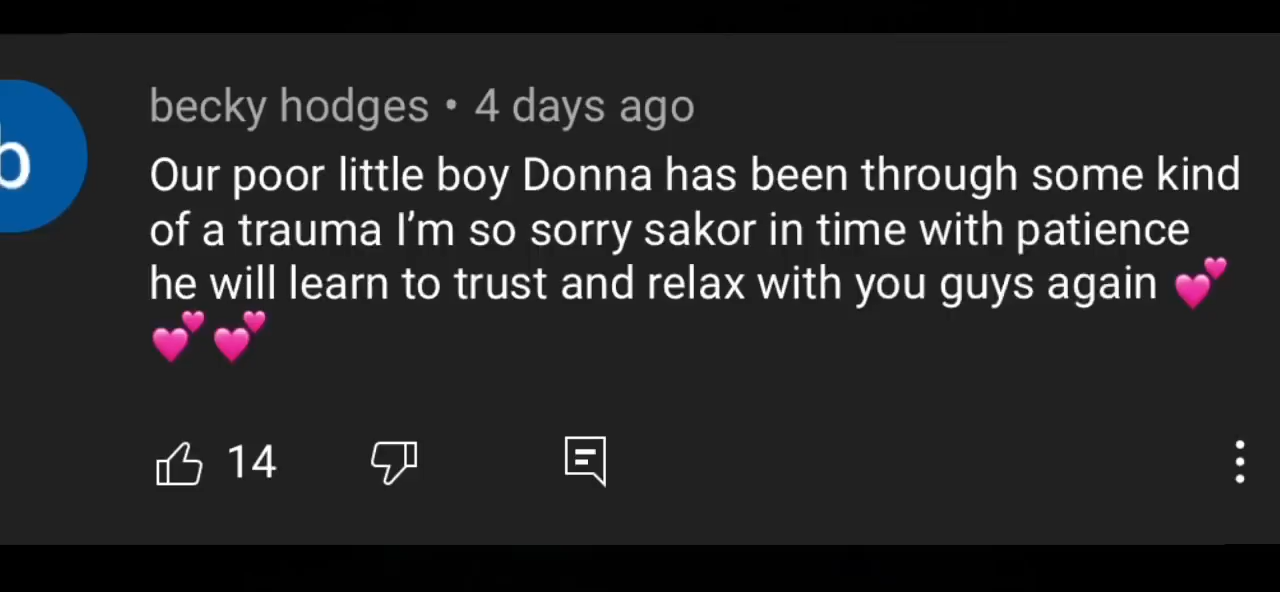 becky hodges • 4 days ago
Our poor little boy Donna has been through some kind
of a trauma I’m so sorry sakor in time with patience
he will learn to trust and relax with you guys again 💕
💕💕
b
14